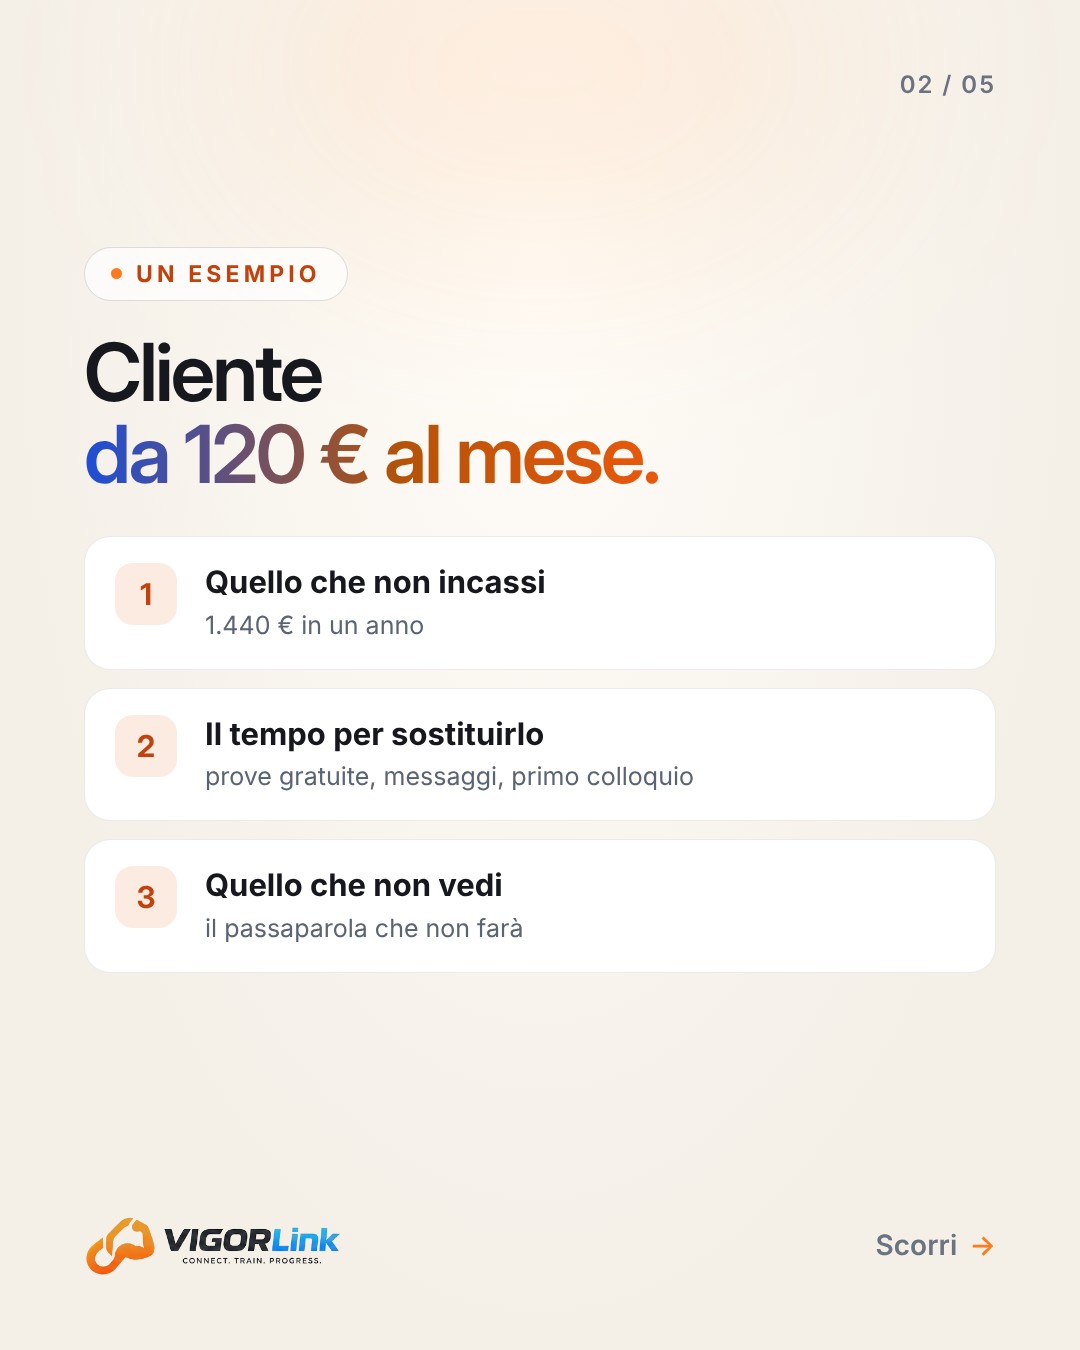 02 / 05
UN ESEMPIO
Cliente
da 120 € al mese.
1
Quello che non incassi
1.440 € in un anno
2
Il tempo per sostituirlo
prove gratuite, messaggi, primo colloquio
3
Quello che non vedi
il passaparola che non farà
VIGORLink
CONNECT. TRAIN. PROGRESS.
Scorri →